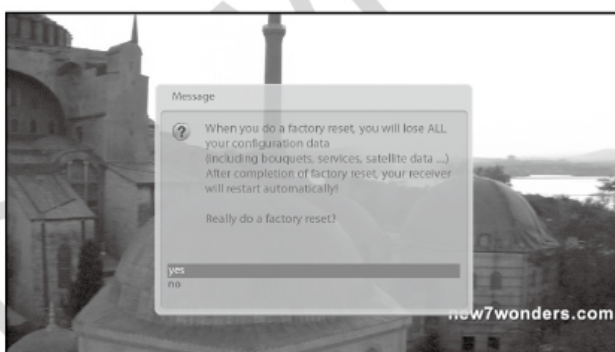 Message
When you do a factory reset, you will lose ALL
your configuration data
(including bouquets, services, satellite data ...)
After completion of factory reset, your receiver
will restart automatically!
Really do a factory reset?
yes
no
new7wonders.com